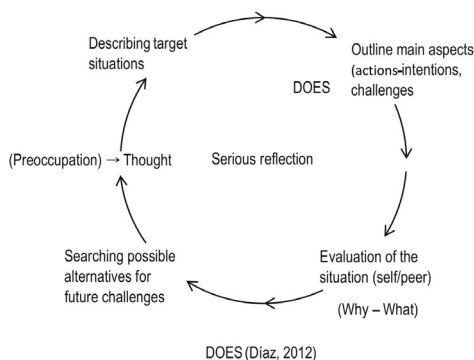 Describing target
situations
Outline main aspects
(actions-intentions,
challenges
DOES
(Preoccupation) → Thought
Serious reflection
Searching possible
alternatives for
future challenges
Evaluation of the
situation (self/peer)
(Why – What)
DOES (Díaz, 2012)